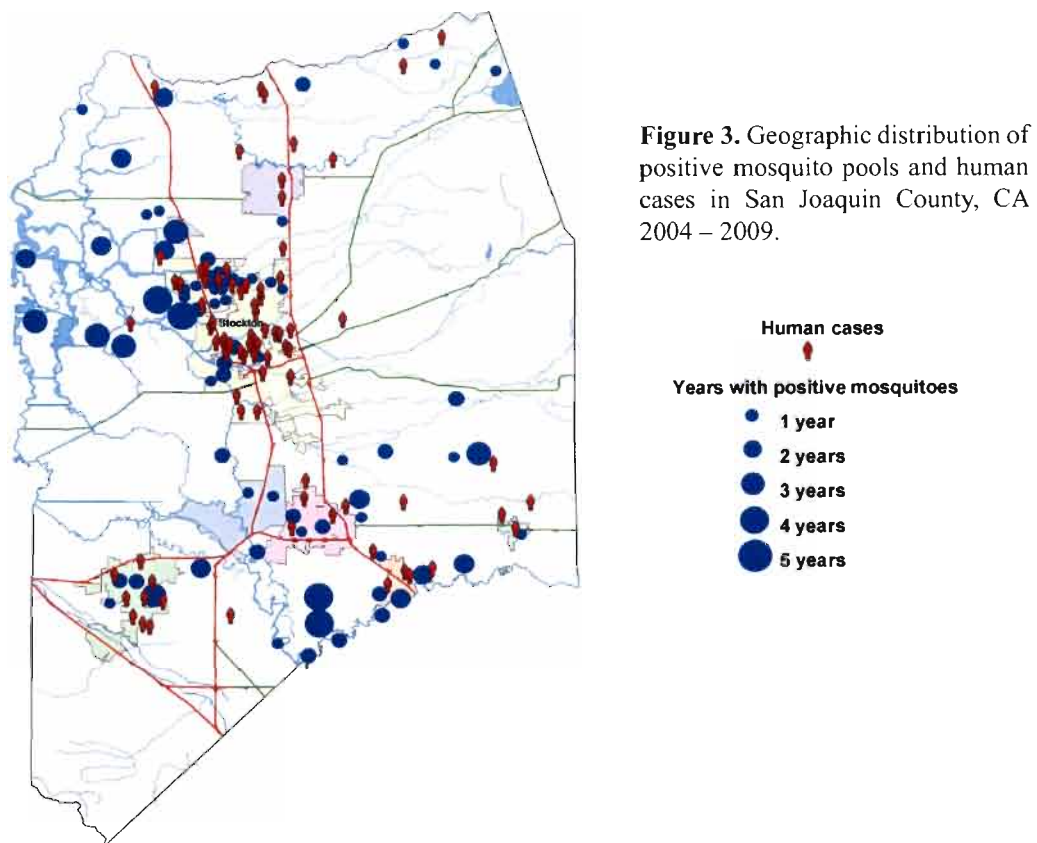 Figure 3. Geographic distribution of
positive mosquito pools and human
cases in San Joaquin County, CA
2004 – 2009.
Stockton
Human cases
Years with positive mosquitoes
1 year
2 years
3 years
4 years
5 years